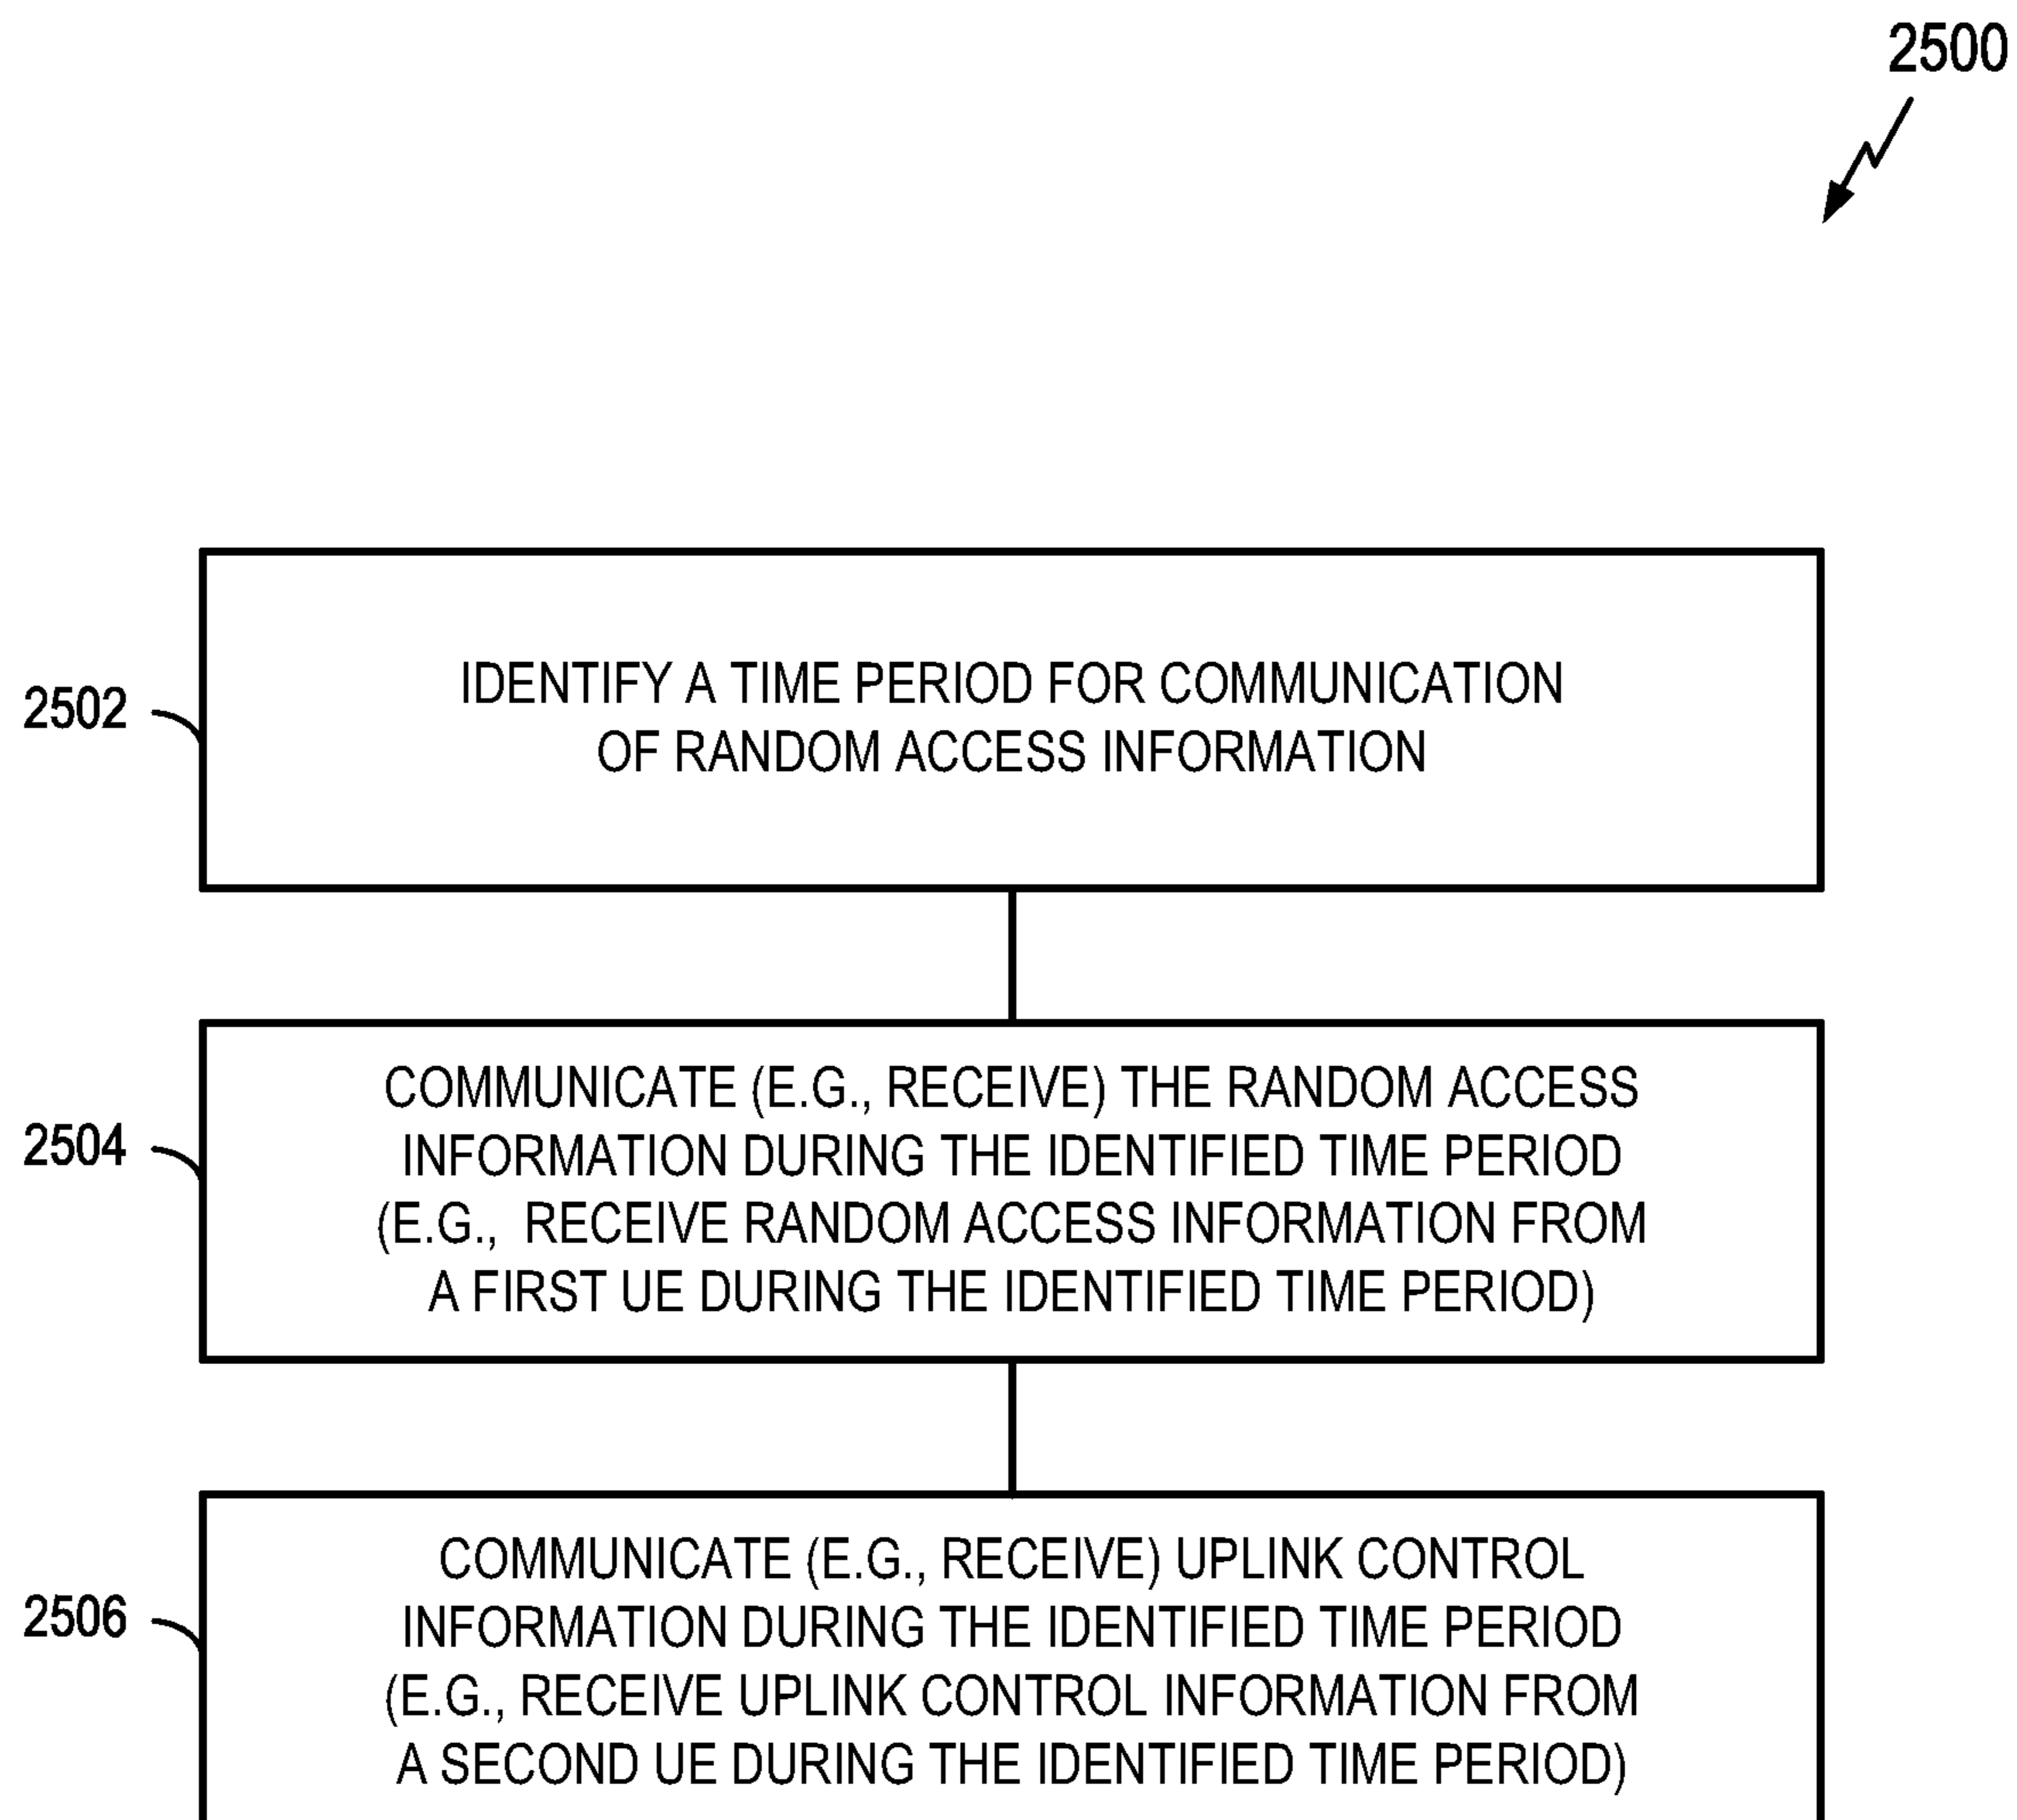 2500
2502
IDENTIFY A TIME PERIOD FOR COMMUNICATION
OF RANDOM ACCESS INFORMATION
2504
COMMUNICATE (E.G., RECEIVE) THE RANDOM ACCESS
INFORMATION DURING THE IDENTIFIED TIME PERIOD
(E.G., RECEIVE RANDOM ACCESS INFORMATION FROM
A FIRST UE DURING THE IDENTIFIED TIME PERIOD)
2506
COMMUNICATE (E.G., RECEIVE) UPLINK CONTROL
INFORMATION DURING THE IDENTIFIED TIME PERIOD
(E.G., RECEIVE UPLINK CONTROL INFORMATION FROM
A SECOND UE DURING THE IDENTIFIED TIME PERIOD)